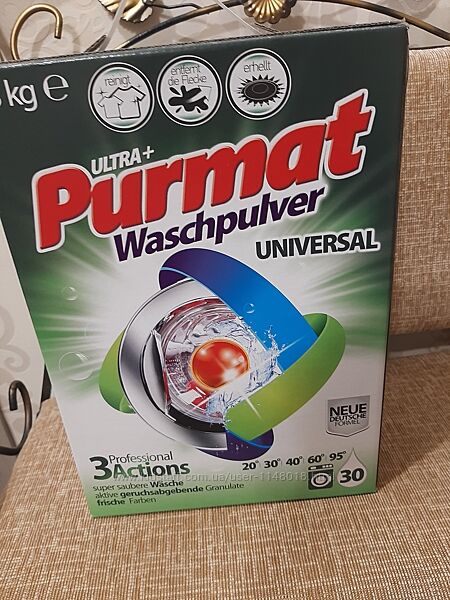 kg e
reinigt
entfernt
die Flecke
erhellt
ULTRA+
Purmat
Waschpulver
UNIVERSAL
NEUE
DEUTSCHE
FORMEL
3 Professional
Actions
super saubere Wäsche
aktive geruchsabgebende Granulate
frische Farben
20° 30° 40° 60° 95°
30